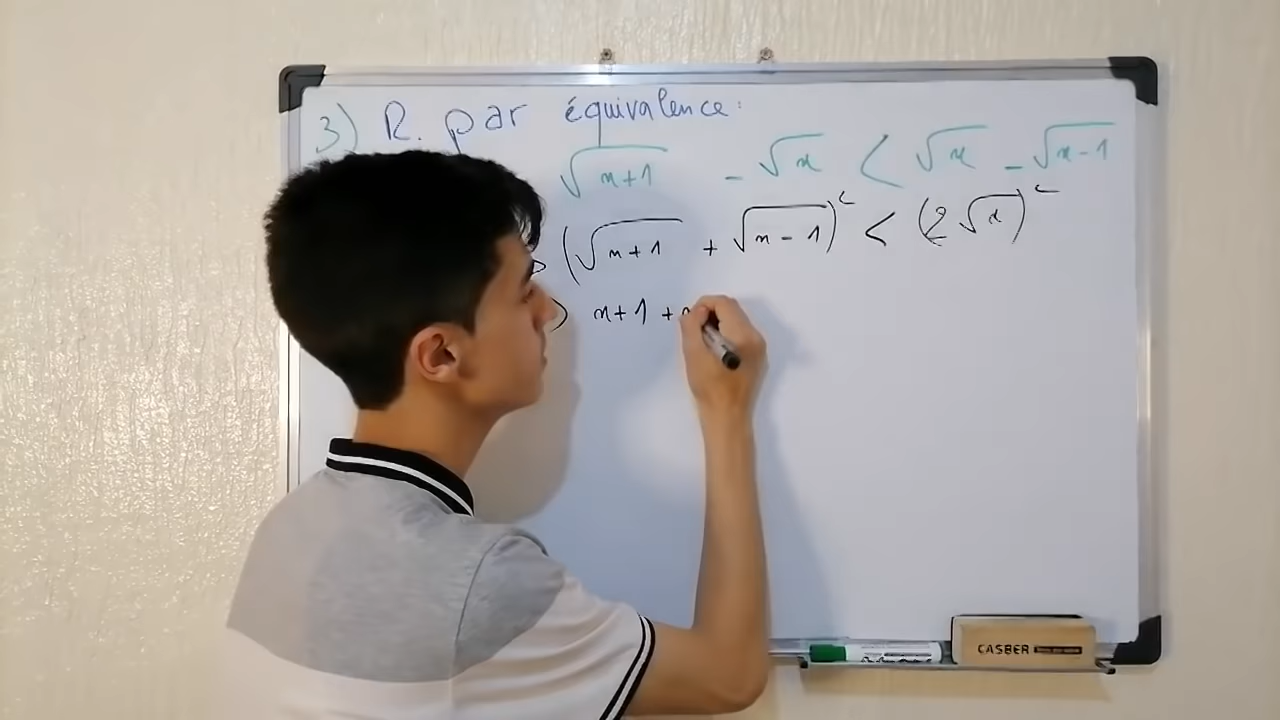 3) R. par équivalence:
√(x+1) - √x < √x - √(x-1)
(√(x+1) + √(x-1))² < (2√x)²
x+1 +
CASBER